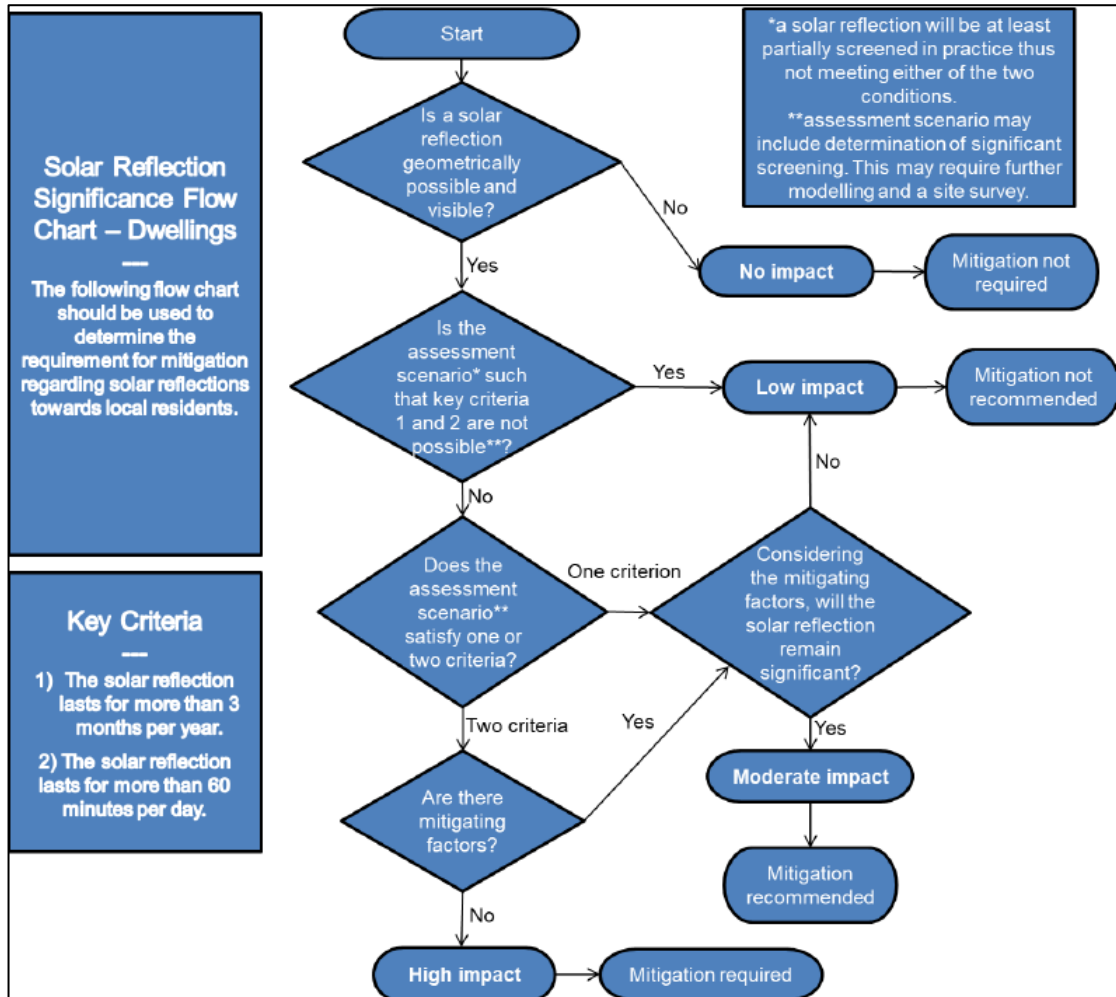 Solar Reflection
Significance Flow
Chart – Dwellings
---
The following flow chart
should be used to
determine the
requirement for mitigation
regarding solar reflections
towards local residents.
Key Criteria
---
1) The solar reflection
lasts for more than 3
months per year.
2) The solar reflection
lasts for more than 60
minutes per day.
Start
*a solar reflection will be at least
partially screened in practice thus
not meeting either of the two
conditions.
**assessment scenario may
include determination of significant
screening. This may require further
modelling and a site survey.
Is a solar
reflection
geometrically
possible and
visible?
No
No impact
Mitigation not
required
Yes
Is the
assessment
scenario* such
that key criteria
1 and 2 are not
possible**?
Yes
Low impact
Mitigation not
recommended
No
No
Does the
assessment
scenario**
satisfy one or
two criteria?
One criterion
Considering
the mitigating
factors, will the
solar reflection
remain
significant?
Two criteria
Yes
Yes
Moderate impact
Mitigation
recommended
Are there
mitigating
factors?
No
High impact
Mitigation required